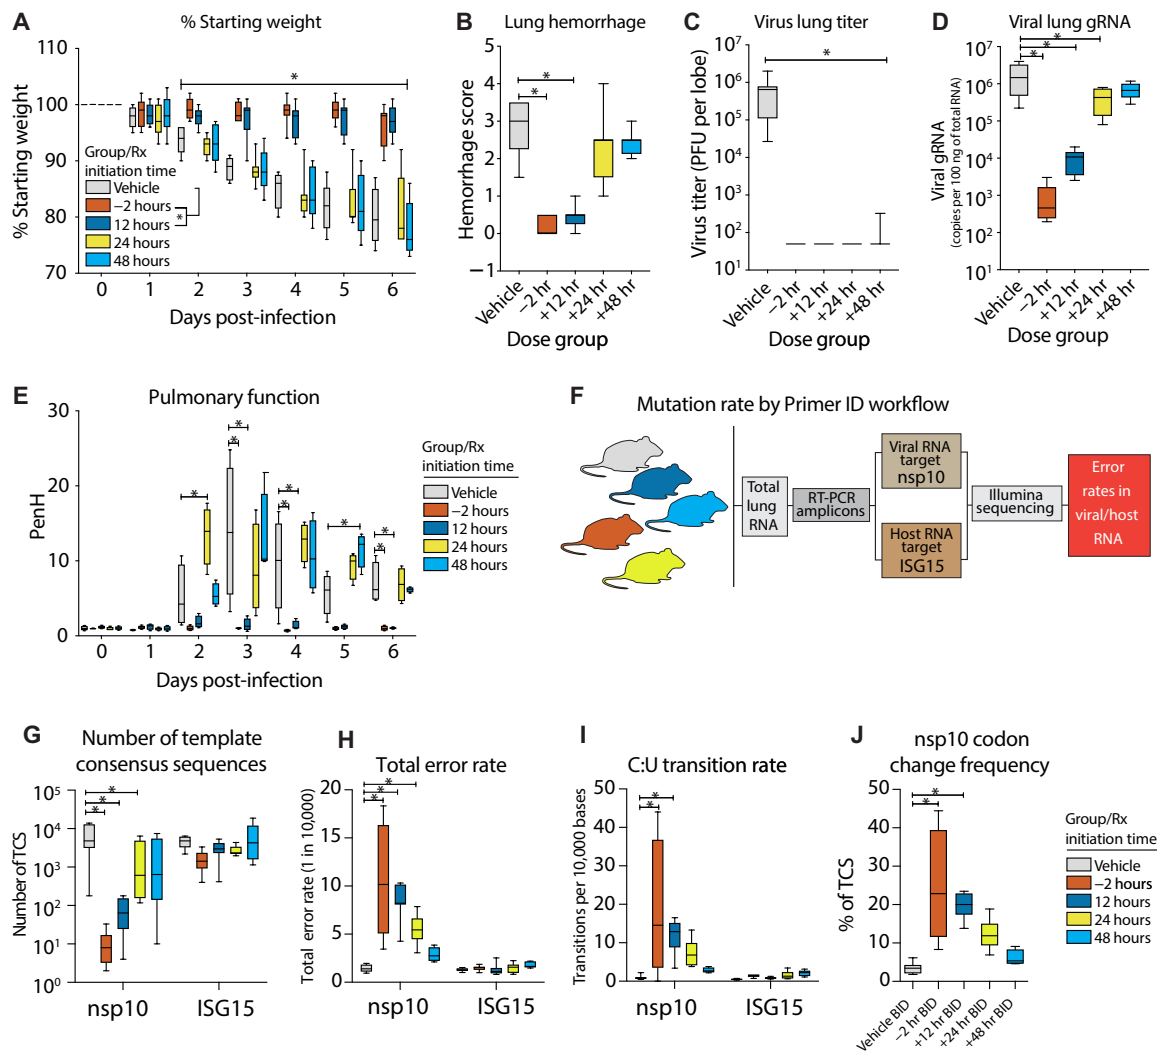 A
% Starting weight
110
100
90
80
70
% Starting weight
*
Group/Rx
initiation time
Vehicle
−2 hours
12 hours
24 hours
48 hours
*
0 1 2 3 4 5 6
Days post-infection
B
Lung hemorrhage
5
4
3
2
1
0
−1
Hemorrhage score
*
*
Vehicle
−2 hr
+12 hr
+24 hr
+48 hr
Dose group
C
Virus lung titer
10⁷
10⁶
10⁵
10⁴
10³
10²
10¹
Virus titer (PFU per lobe)
*
Vehicle
−2 hr
+12 hr
+24 hr
+48 hr
Dose group
D
Viral lung gRNA
10⁷
10⁶
10⁵
10⁴
10³
10²
10¹
Viral gRNA
(copies per 100 ng of total RNA)
*
*
*
Vehicle
−2 hr
+12 hr
+24 hr
+48 hr
Dose group
E
Pulmonary function
30
20
10
0
PenH
*
*
*
*
*
*
*
*
0 1 2 3 4 5 6
Days post-infection
Group/Rx
initiation time
Vehicle
−2 hours
12 hours
24 hours
48 hours
F
Mutation rate by Primer ID workflow
Total
lung
RNA
RT-PCR
amplicons
Viral RNA
target
nsp10
Host RNA
target
ISG15
Illumina
sequencing
Error
rates in
viral/host
RNA
G
Number of template
consensus sequences
10⁵
10⁴
10³
10²
10¹
10⁰
Number of TCS
*
*
*
nsp10 ISG15
H
Total error rate
20
15
10
5
0
Total error rate (1 in 10,000)
*
*
*
nsp10 ISG15
I
C:U transition rate
50
40
30
20
10
0
Transitions per 10,000 bases
*
*
nsp10 ISG15
J
nsp10 codon
change frequency
50
40
30
20
10
0
% of TCS
*
*
Vehicle BID
−2 hr BID
+12 hr BID
+24 hr BID
+48 hr BID
Group/Rx
initiation time
Vehicle
−2 hours
12 hours
24 hours
48 hours